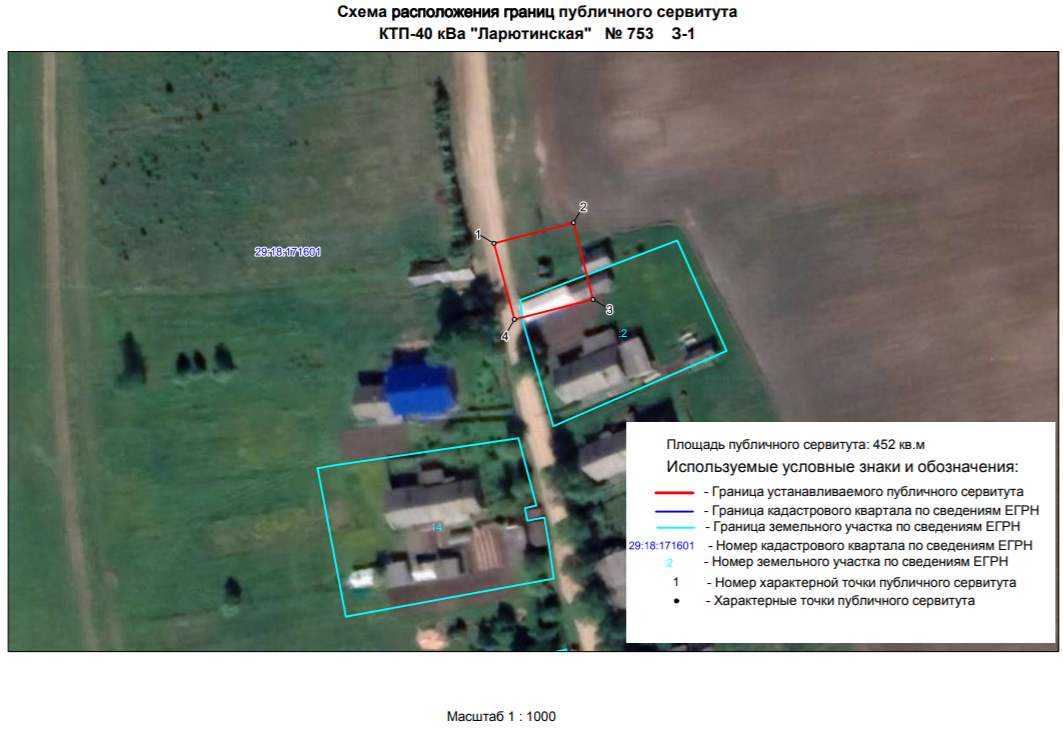 Схема расположения границ публичного сервитута
КТП-40 кВа "Ларютинская" № 753 З-1
2
1
29:18:171601
3
:2
4
14
Площадь публичного сервитута: 452 кв.м
Используемые условные знаки и обозначения:
- Граница устанавливаемого публичного сервитута
- Граница кадастрового квартала по сведениям ЕГРН
- Граница земельного участка по сведениям ЕГРН
29:18:171601 - Номер кадастрового квартала по сведениям ЕГРН
:2 - Номер земельного участка по сведениям ЕГРН
1 - Номер характерной точки публичного сервитута
- Характерные точки публичного сервитута
Масштаб 1 : 1000